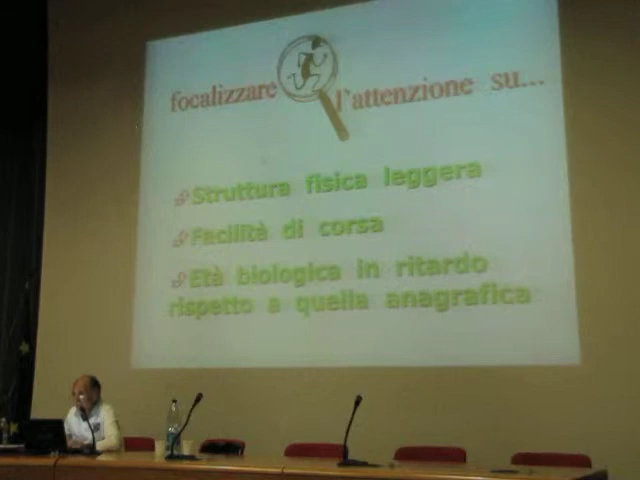 focalizzare l'attenzione su...
Struttura fisica leggera
Facilità di corsa
Età biologica in ritardo
rispetto a quella anagrafica